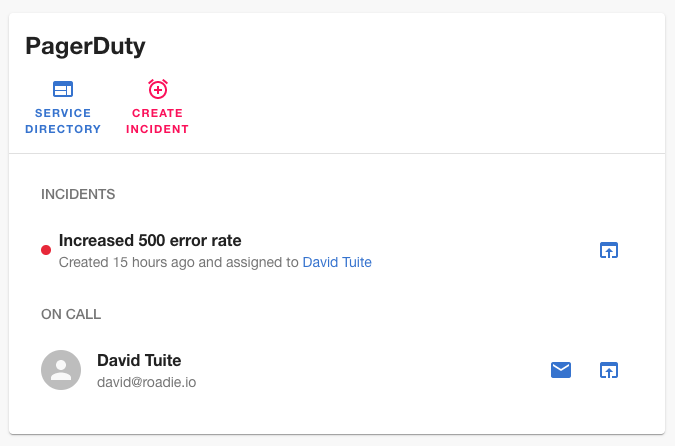 PagerDuty
SERVICE
DIRECTORY
CREATE
INCIDENT
INCIDENTS
Increased 500 error rate
Created 15 hours ago and assigned to David Tuite
ON CALL
David Tuite
david@roadie.io